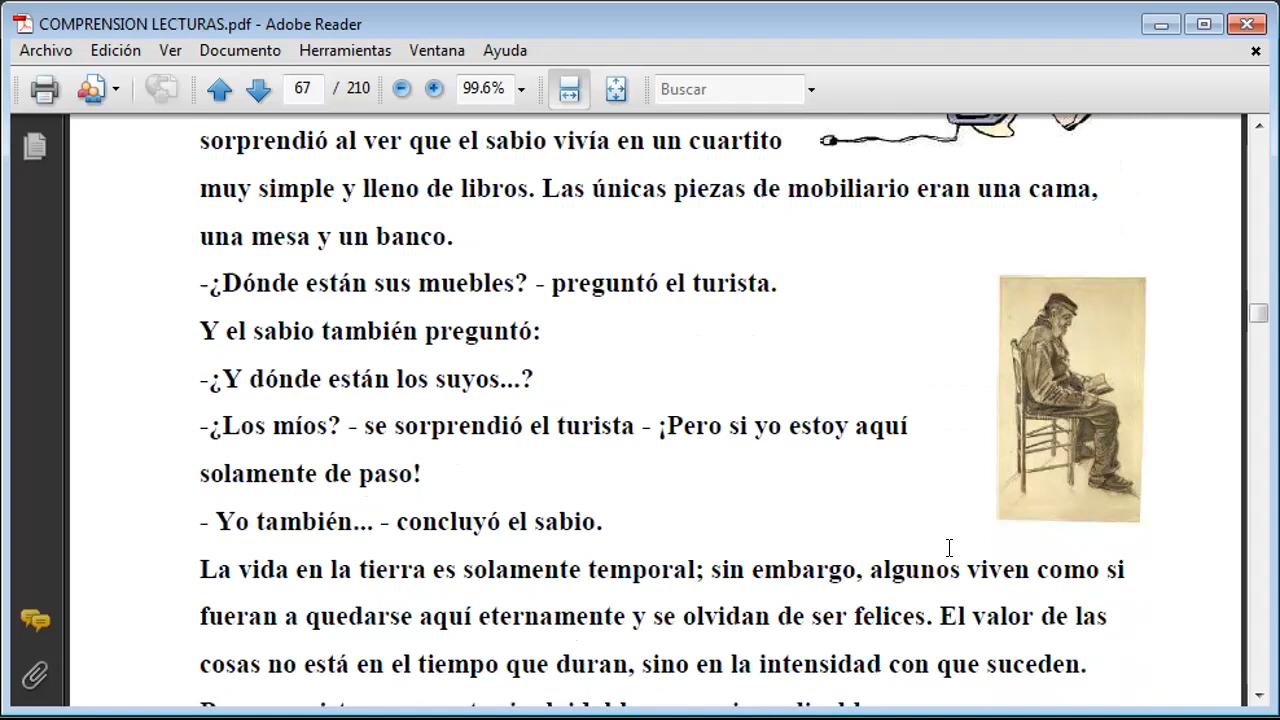 COMPRENSION LECTURAS.pdf - Adobe Reader
Archivo Edición Ver Documento Herramientas Ventana Ayuda
67 / 210 99.6% Buscar
sorprendió al ver que el sabio vivía en un cuartito
muy simple y lleno de libros. Las únicas piezas de mobiliario eran una cama,
una mesa y un banco.
-¿Dónde están sus muebles? - preguntó el turista.
Y el sabio también preguntó:
-¿Y dónde están los suyos...?
-¿Los míos? - se sorprendió el turista - ¡Pero si yo estoy aquí
solamente de paso!
- Yo también... - concluyó el sabio.
La vida en la tierra es solamente temporal; sin embargo, algunos viven como si
fueran a quedarse aquí eternamente y se olvidan de ser felices. El valor de las
cosas no está en el tiempo que duran, sino en la intensidad con que suceden.